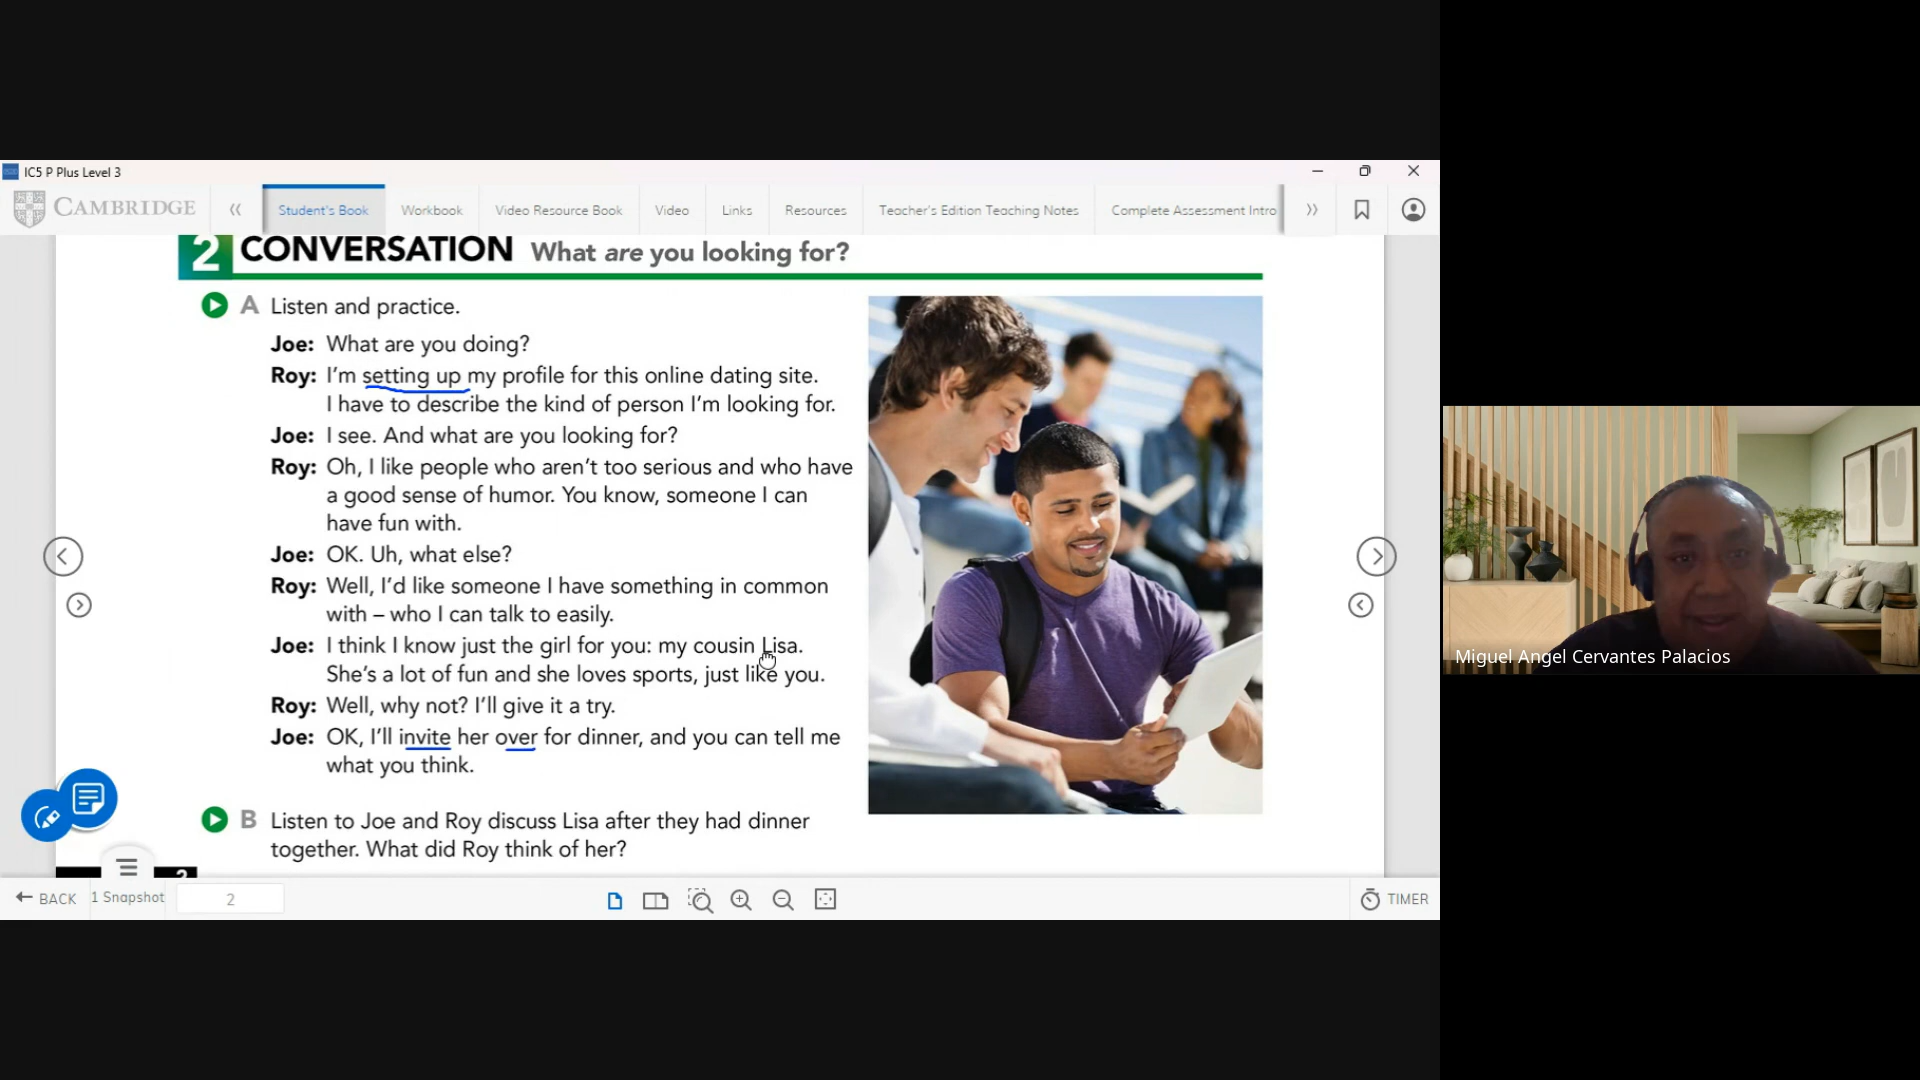 IC5 P Plus Level 3
CAMBRIDGE
Student's Book
Workbook
Video Resource Book
Video
Links
Resources
Teacher's Edition Teaching Notes
Complete Assessment Intro
2 CONVERSATION What are you looking for?
A Listen and practice.
Joe: What are you doing?
Roy: I'm setting up my profile for this online dating site.
I have to describe the kind of person I'm looking for.
Joe: I see. And what are you looking for?
Roy: Oh, I like people who aren't too serious and who have
a good sense of humor. You know, someone I can
have fun with.
Joe: OK. Uh, what else?
Roy: Well, I'd like someone I have something in common
with – who I can talk to easily.
Joe: I think I know just the girl for you: my cousin Lisa.
She's a lot of fun and she loves sports, just like you.
Roy: Well, why not? I'll give it a try.
Joe: OK, I'll invite her over for dinner, and you can tell me
what you think.
B Listen to Joe and Roy discuss Lisa after they had dinner
together. What did Roy think of her?
2
BACK
1 Snapshot
2
TIMER
Miguel Angel Cervantes Palacios